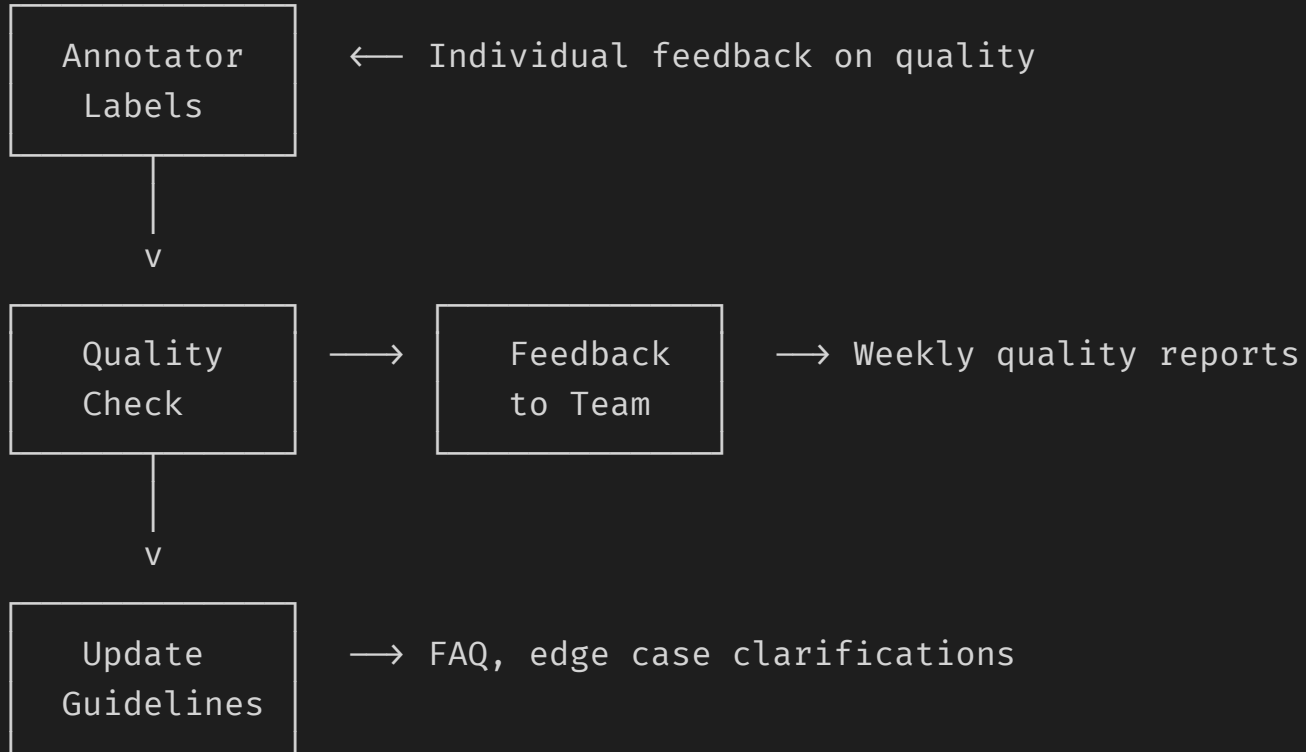 Annotator ⟵ Individual feedback on quality
Labels
v
Quality ⟶ Feedback ⟶ Weekly quality reports
Check to Team
v
Update ⟶ FAQ, edge case clarifications
Guidelines